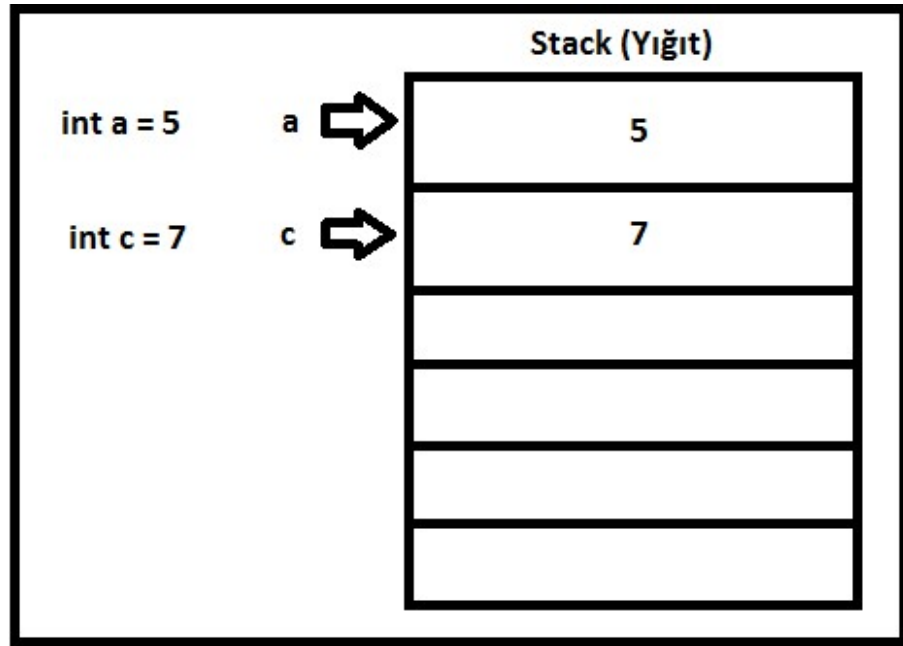 Stack (Yığıt)
int a = 5 a 5
int c = 7 c 7